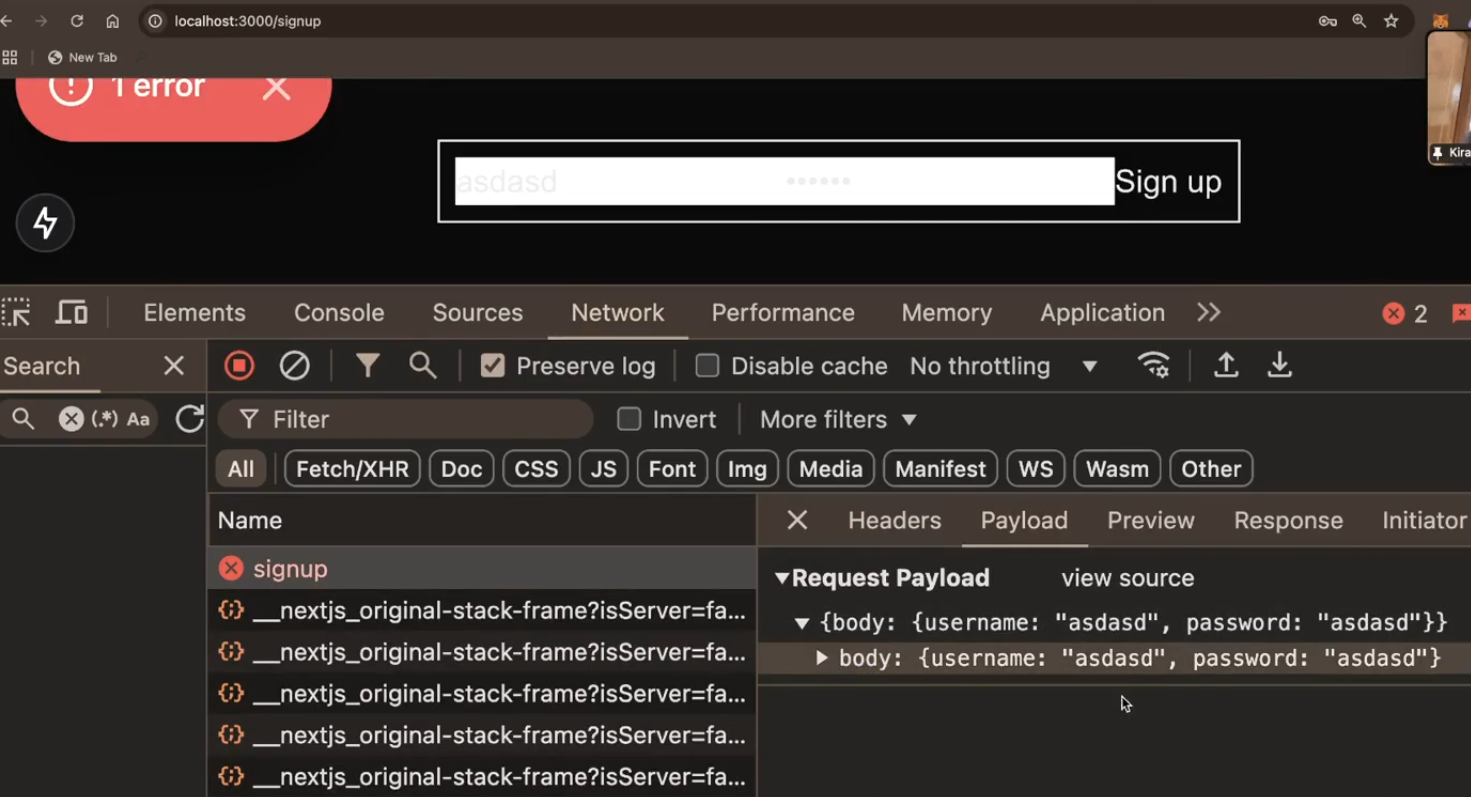 localhost:3000/signup
New Tab
1 error
asdasd •••••• Sign up
Kira
Elements Console Sources Network Performance Memory Application 2
Search
Preserve log Disable cache No throttling
(.*) Aa
Filter Invert More filters
All Fetch/XHR Doc CSS JS Font Img Media Manifest WS Wasm Other
Name
Headers Payload Preview Response Initiator
signup
Request Payload view source
__nextjs_original-stack-frame?isServer=fa...
{body: {username: "asdasd", password: "asdasd"}}
__nextjs_original-stack-frame?isServer=fa...
body: {username: "asdasd", password: "asdasd"}
__nextjs_original-stack-frame?isServer=fa...
__nextjs_original-stack-frame?isServer=fa...
__nextjs_original-stack-frame?isServer=fa...